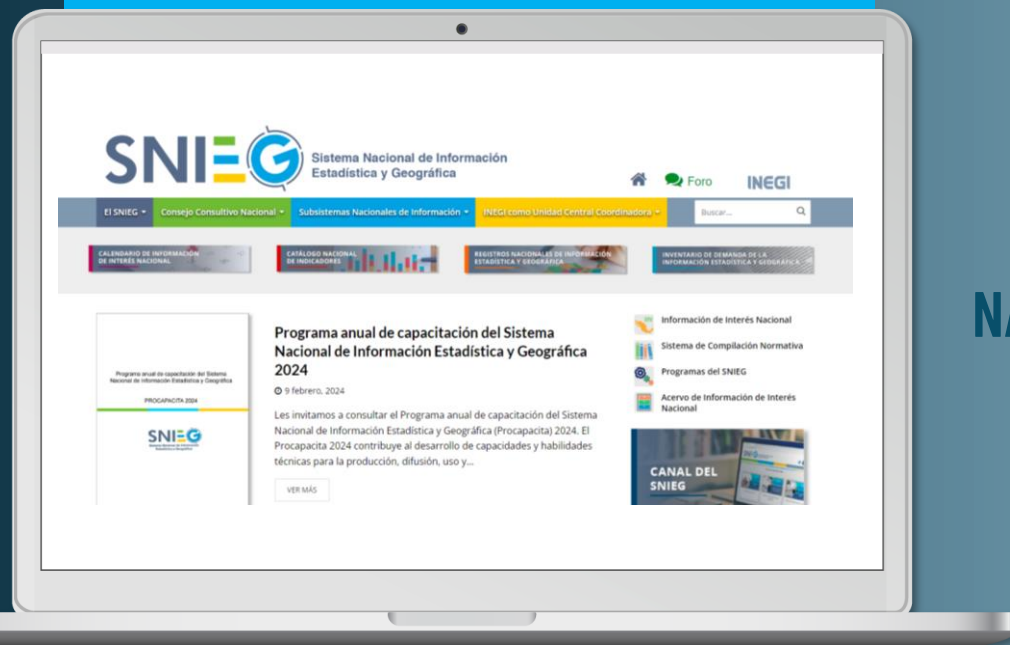 SNIEG
Sistema Nacional de Información
Estadística y Geográfica
Foro
INEGI
El SNIEG
Consejo Consultivo Nacional
Subsistemas Nacionales de Información
INEGI como Unidad Central Coordinadora
Buscar...
CALENDARIO DE INFORMACIÓN
DE INTERÉS NACIONAL
CATÁLOGO NACIONAL
DE INDICADORES
REGISTROS NACIONALES DE INFORMACIÓN
ESTADÍSTICA Y GEOGRÁFICA
INVENTARIO DE DEMANDA DE LA
INFORMACIÓN ESTADÍSTICA Y GEOGRÁFICA
Programa anual de capacitación del Sistema
Nacional de Información Estadística y Geográfica
PROCAPACITA 2024
SNIEG
Programa anual de capacitación del Sistema
Nacional de Información Estadística y Geográfica
2024
9 febrero, 2024
Les invitamos a consultar el Programa anual de capacitación del Sistema
Nacional de Información Estadística y Geográfica (Procapacita) 2024. El
Procapacita 2024 contribuye al desarrollo de capacidades y habilidades
técnicas para la producción, difusión, uso y...
VER MÁS
Información de Interés Nacional
Sistema de Compilación Normativa
Programas del SNIEG
Acervo de Información de Interés
Nacional
CANAL DEL
SNIEG